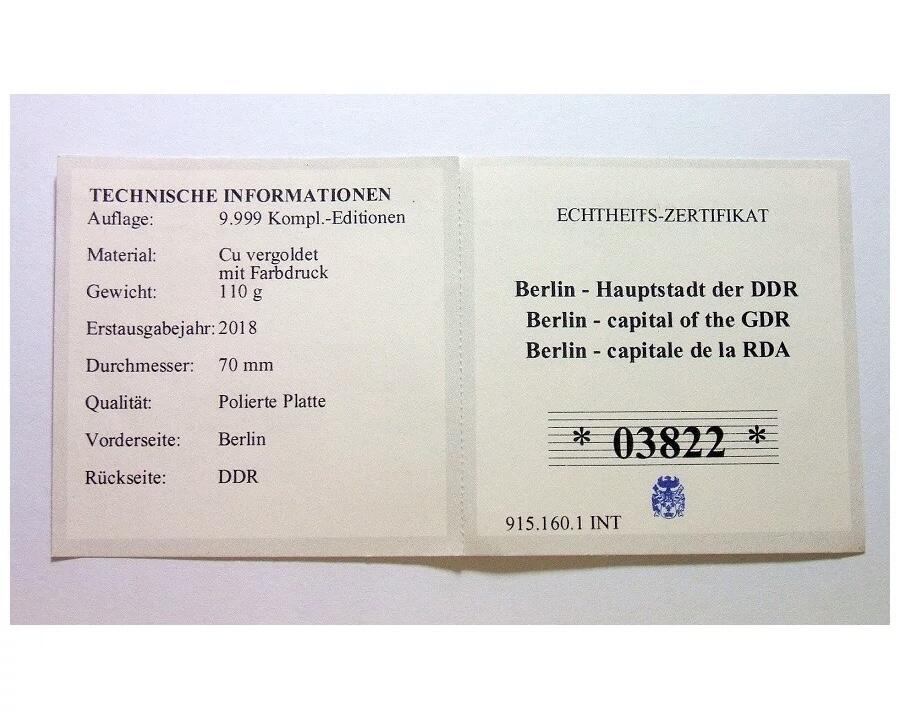 TECHNISCHE INFORMATIONEN
Auflage: 9.999 Kompl.-Editionen
Material: Cu vergoldet
mit Farbdruck
Gewicht: 110 g
Erstausgabejahr: 2018
Durchmesser: 70 mm
Qualität: Polierte Platte
Vorderseite: Berlin
Rückseite: DDR
ECHTHEITS-ZERTIFIKAT
Berlin - Hauptstadt der DDR
Berlin - capital of the GDR
Berlin - capitale de la RDA
* 03822 *
915.160.1 INT